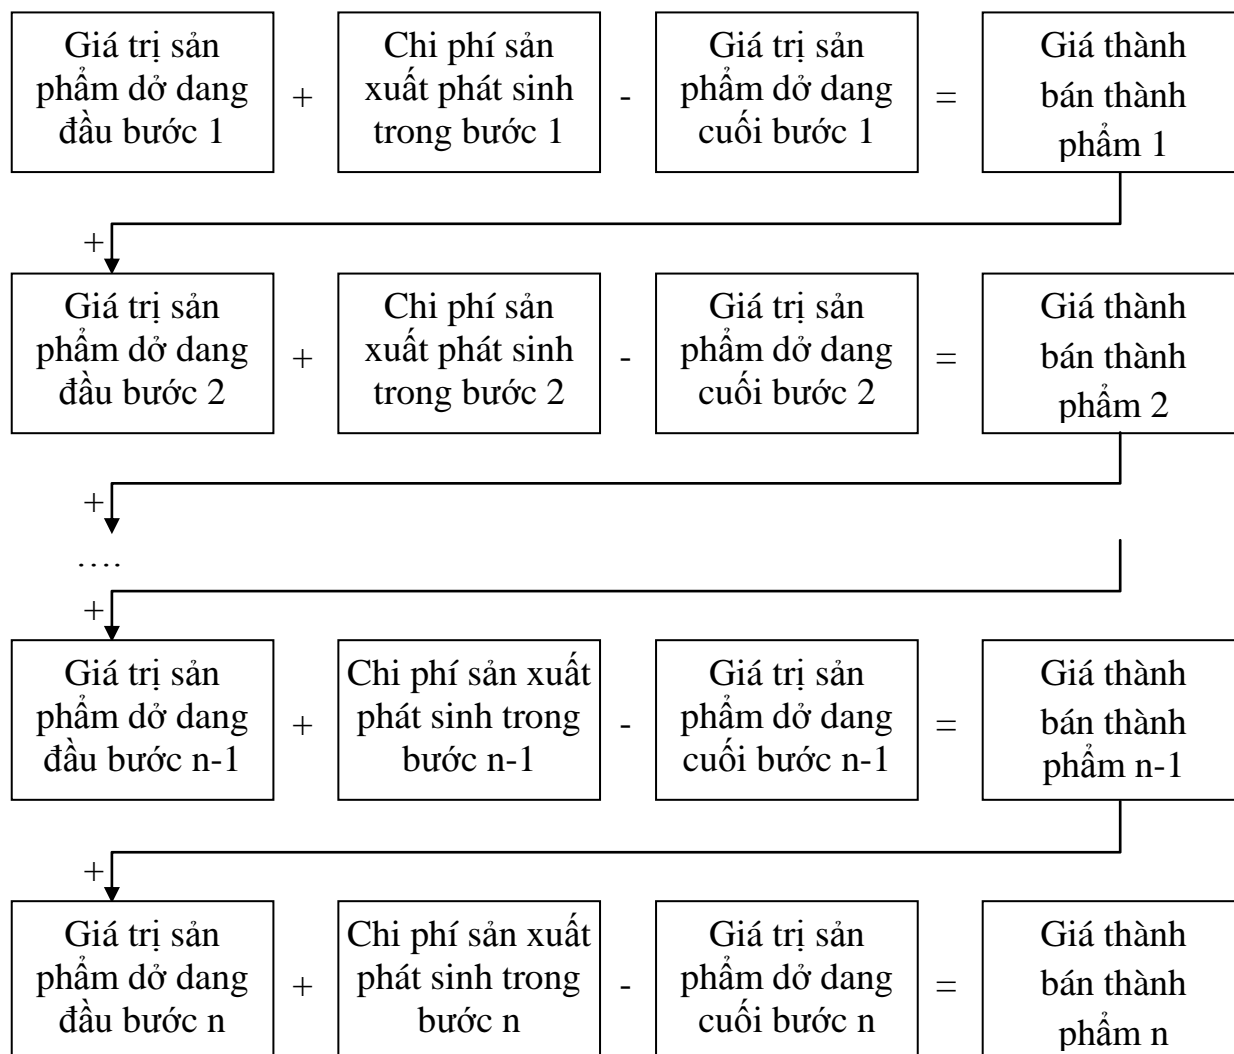 Giá trị sản
phẩm dở dang
đầu bước 1
+
Chi phí sản
xuất phát sinh
trong bước 1
-
Giá trị sản
phẩm dở dang
cuối bước 1
=
Giá thành
bán thành
phẩm 1
+
Giá trị sản
phẩm dở dang
đầu bước 2
+
Chi phí sản
xuất phát sinh
trong bước 2
-
Giá trị sản
phẩm dở dang
cuối bước 2
=
Giá thành
bán thành
phẩm 2
+
....
+
Giá trị sản
phẩm dở dang
đầu bước n-1
+
Chi phí sản xuất
phát sinh trong
bước n-1
-
Giá trị sản
phẩm dở dang
cuối bước n-1
=
Giá thành
bán thành
phẩm n-1
+
Giá trị sản
phẩm dở dang
đầu bước n
+
Chi phí sản xuất
phát sinh trong
bước n
-
Giá trị sản
phẩm dở dang
cuối bước n
=
Giá thành
bán thành
phẩm n